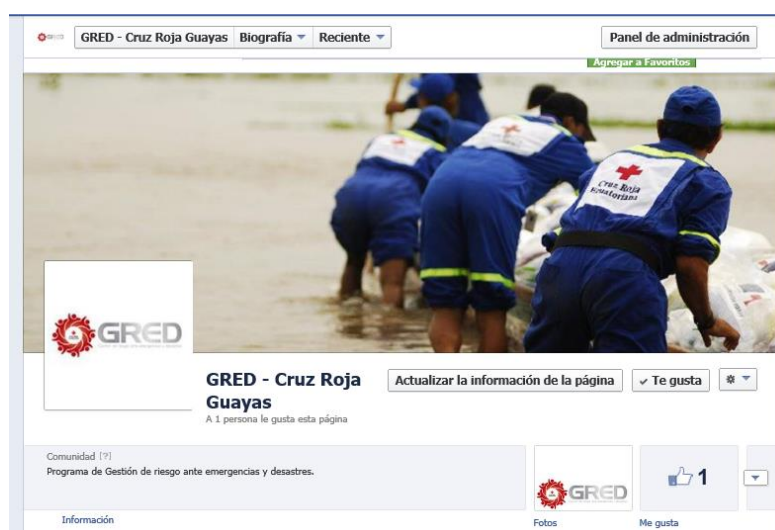 GRED - Cruz Roja Guayas Biografía Reciente Panel de administración
Agregar a Favoritos
Cruz Roja
Ecuatoriana
GRED
GRED - Cruz Roja
Guayas
Actualizar la información de la página
Te gusta
A 1 persona le gusta esta página
Comunidad [?]
Programa de Gestión de riesgo ante emergencias y desastres.
GRED
1
Información
Fotos
Me gusta